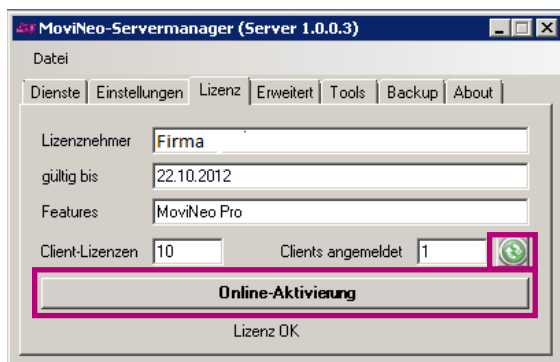 MoviNeo-Servermanager (Server 1.0.0.3)
Datei
Dienste Einstellungen Lizenz Erweitert Tools Backup About
Lizenznehmer Firma
gültig bis 22.10.2012
Features MoviNeo Pro
Client-Lizenzen 10 Clients angemeldet 1
Online-Aktivierung
Lizenz OK